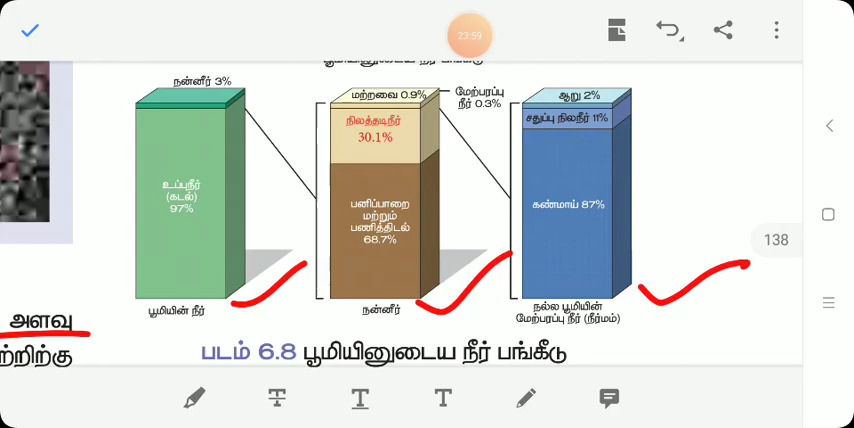 23:59
பூமியினுடைய நீர் பங்கீடு
நன்னீர் 3%
உப்புநீர்
(கடல்)
97%
பூமியின் நீர்
மற்றவை 0.9%
மேற்பரப்பு
நீர் 0.3%
நிலத்தடிநீர்
30.1%
பனிப்பாறை
மற்றும்
பணித்திடல்
68.7%
நன்னீர்
ஆறு 2%
சதுப்பு நிலநீர் 11%
கண்மாய் 87%
நல்ல பூமியின்
மேற்பரப்பு நீர் (நீர்மம்)
138
அளவு
ற்றிற்கு
படம் 6.8 பூமியினுடைய நீர் பங்கீடு
T
T
T